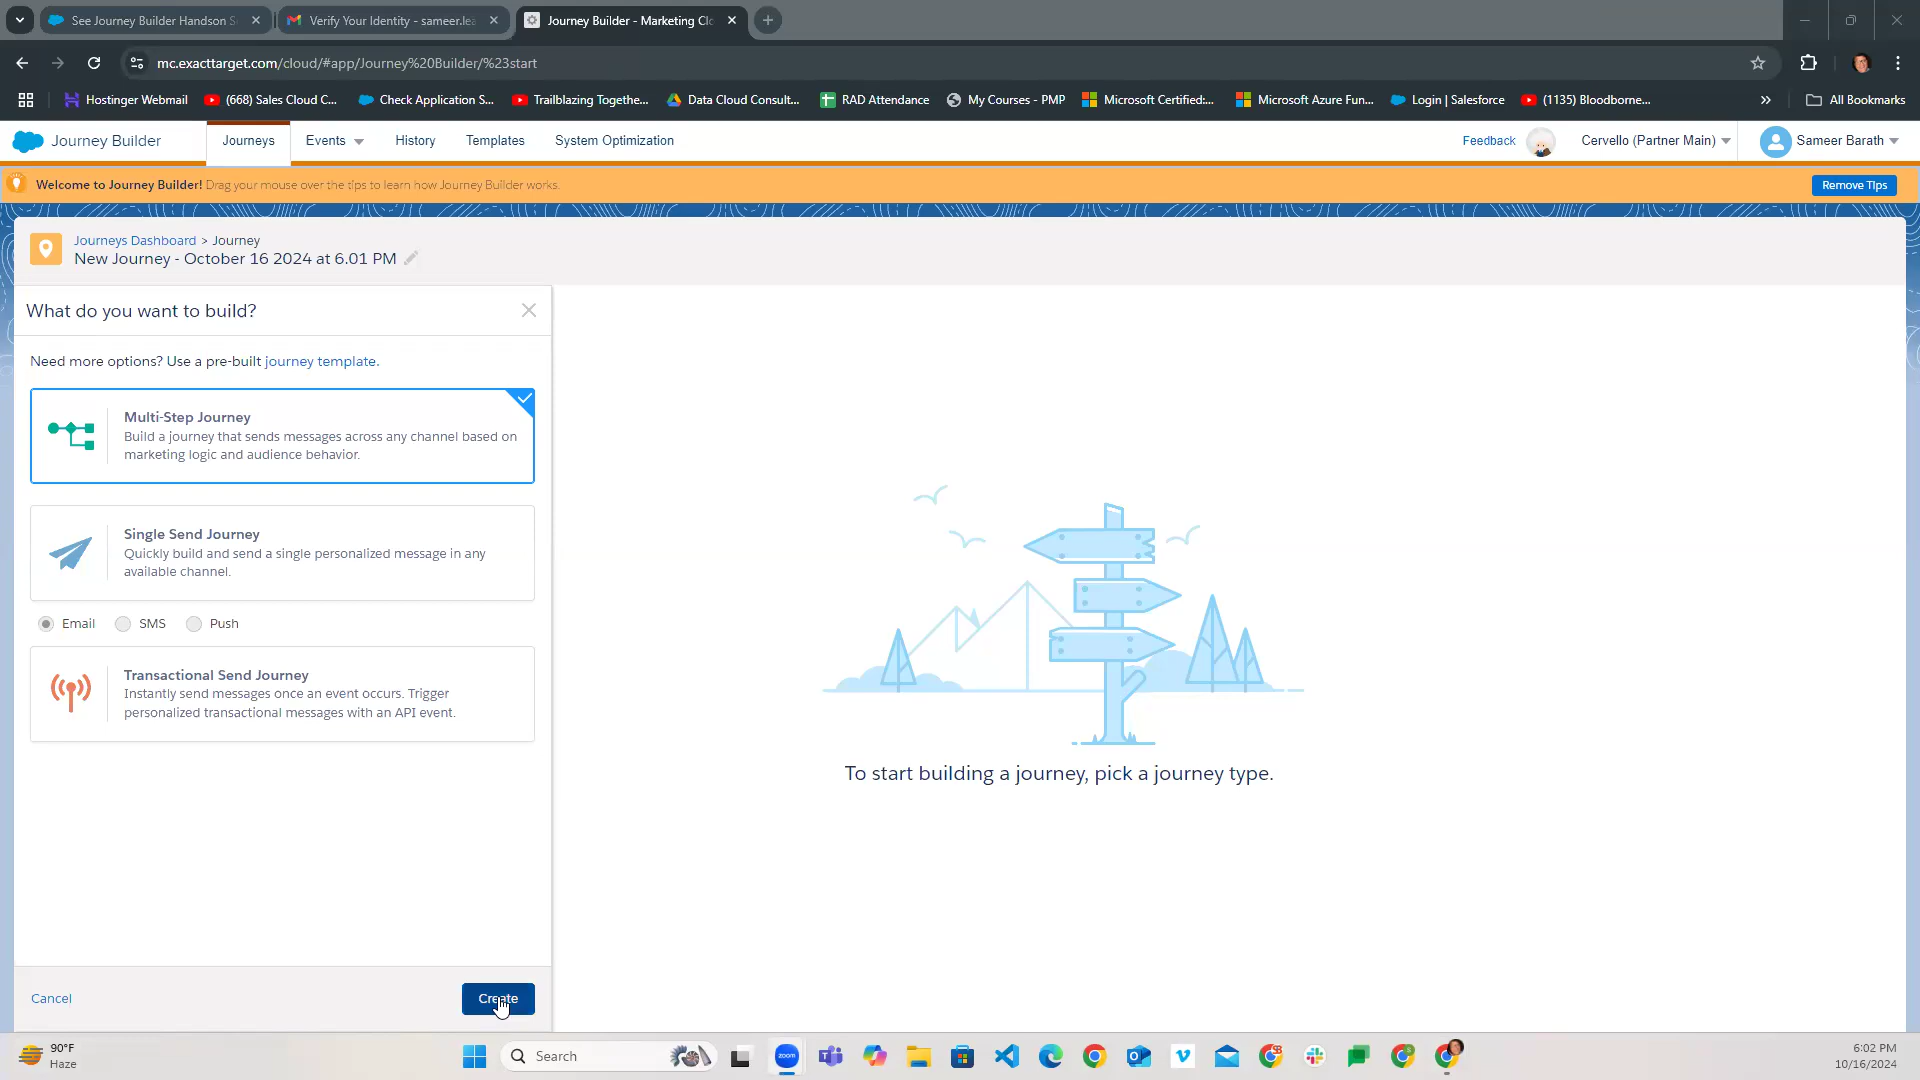 See Journey Builder Handson S
Verify Your Identity - sameer.lea
Journey Builder - Marketing Clo
mc.exacttarget.com/cloud/#app/Journey%20Builder/%23start
Hostinger Webmail
(668) Sales Cloud C...
Check Application S...
Trailblazing Togethe...
Data Cloud Consult...
RAD Attendance
My Courses - PMP
Microsoft Certified:...
Microsoft Azure Fun...
Login | Salesforce
(1135) Bloodborne...
All Bookmarks
Journey Builder
Journeys
Events
History
Templates
System Optimization
Feedback
Cervello (Partner Main)
Sameer Barath
Welcome to Journey Builder! Drag your mouse over the tips to learn how Journey Builder works.
Remove Tips
Journeys Dashboard > Journey
New Journey - October 16 2024 at 6.01 PM
What do you want to build?
Need more options? Use a pre-built journey template.
Multi-Step Journey
Build a journey that sends messages across any channel based on
marketing logic and audience behavior.
Single Send Journey
Quickly build and send a single personalized message in any
available channel.
Email
SMS
Push
Transactional Send Journey
Instantly send messages once an event occurs. Trigger
personalized transactional messages with an API event.
To start building a journey, pick a journey type.
Cancel
Create
90°F
Haze
Search
zoom
6:02 PM
10/16/2024